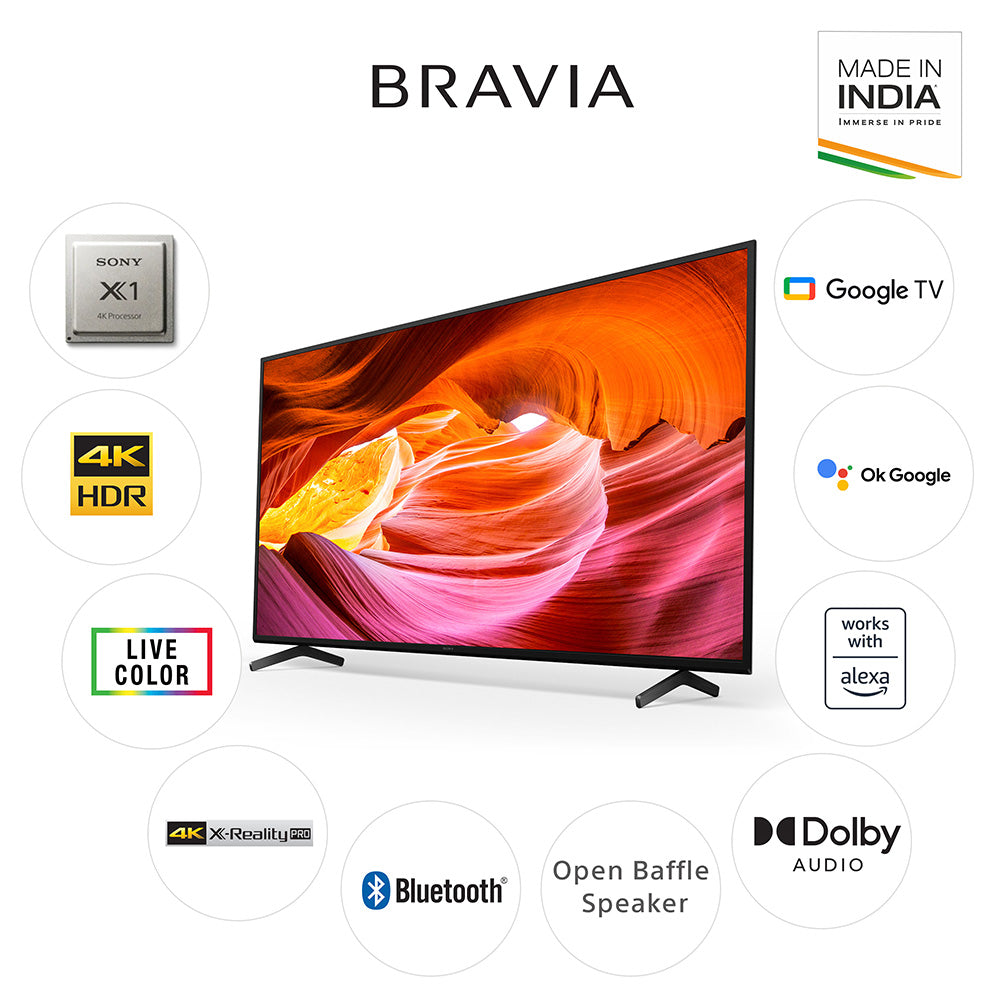 BRAVIA
MADE IN
INDIA
IMMERSE IN PRIDE
SONY
X1
4K Processor
Google TV
4K
HDR
Ok Google
LIVE
COLOR
works
with
alexa
SONY
4K X-Reality PRO
Bluetooth®
Open Baffle
Speaker
Dolby
AUDIO